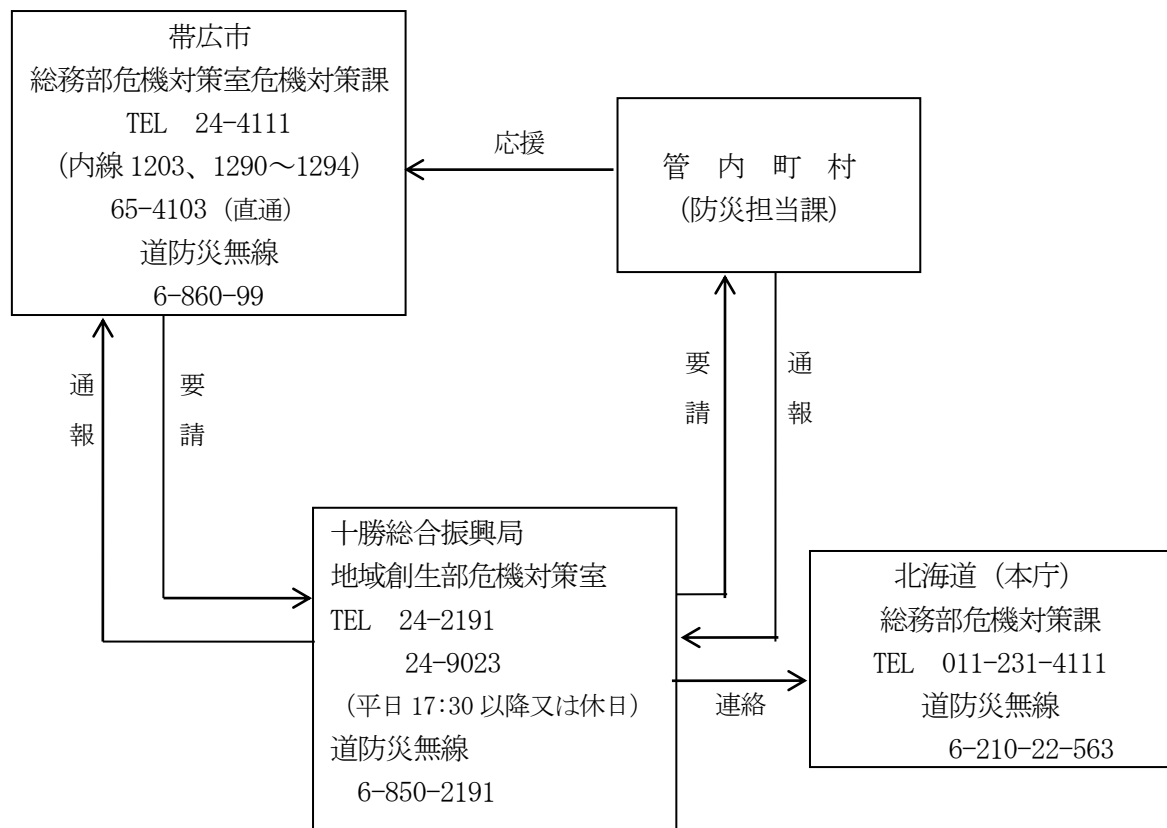 帯広市
総務部危機対策室危機対策課
TEL 24-4111
(内線 1203、1290～1294)
65-4103（直通）
道防災無線
6-860-99
応援
管 内 町 村
(防災担当課)
通報
要請
要請
通報
十勝総合振興局
地域創生部危機対策室
TEL 24-2191
24-9023
（平日 17:30 以降又は休日）
道防災無線
6-850-2191
連絡
北海道（本庁）
総務部危機対策課
TEL 011-231-4111
道防災無線
6-210-22-563